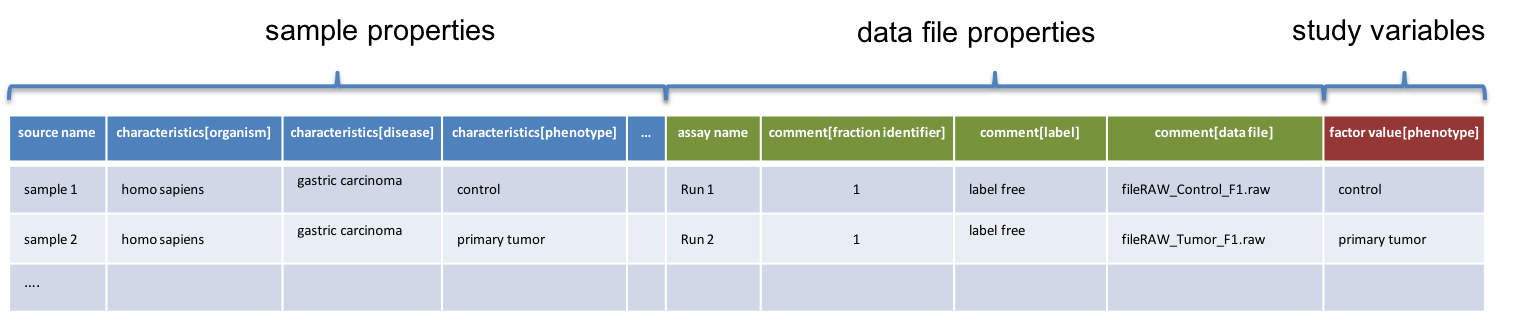 sample properties data file properties study variables
source name characteristics[organism] characteristics[disease] characteristics[phenotype] ... assay name comment[fraction identifier] comment[label] comment[data file] factor value[phenotype]
sample 1 homo sapiens gastric carcinoma control Run 1 1 label free fileRAW_Control_F1.raw control
sample 2 homo sapiens gastric carcinoma primary tumor Run 2 1 label free fileRAW_Tumor_F1.raw primary tumor
....